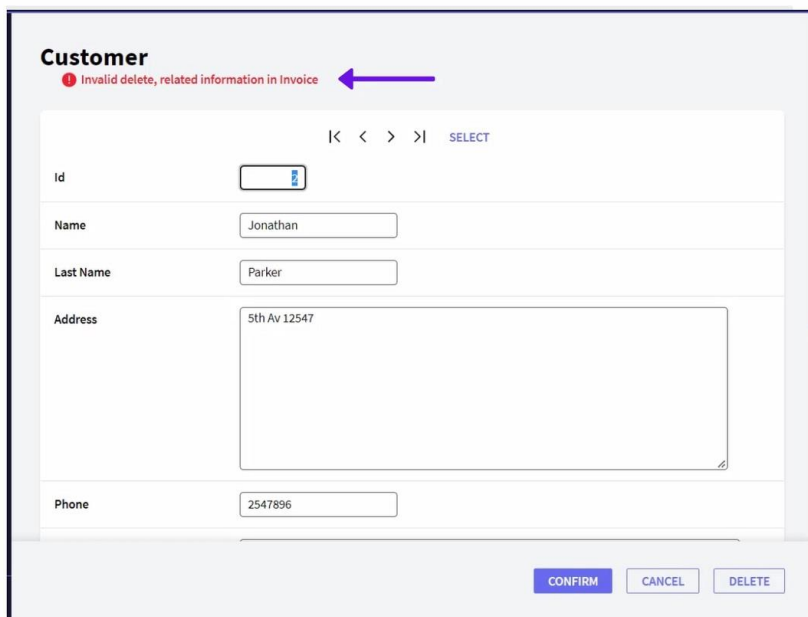 Customer
Invalid delete, related information in Invoice
SELECT
Id 2
Name Jonathan
Last Name Parker
Address 5th Av 12547
Phone 2547896
CONFIRM CANCEL DELETE